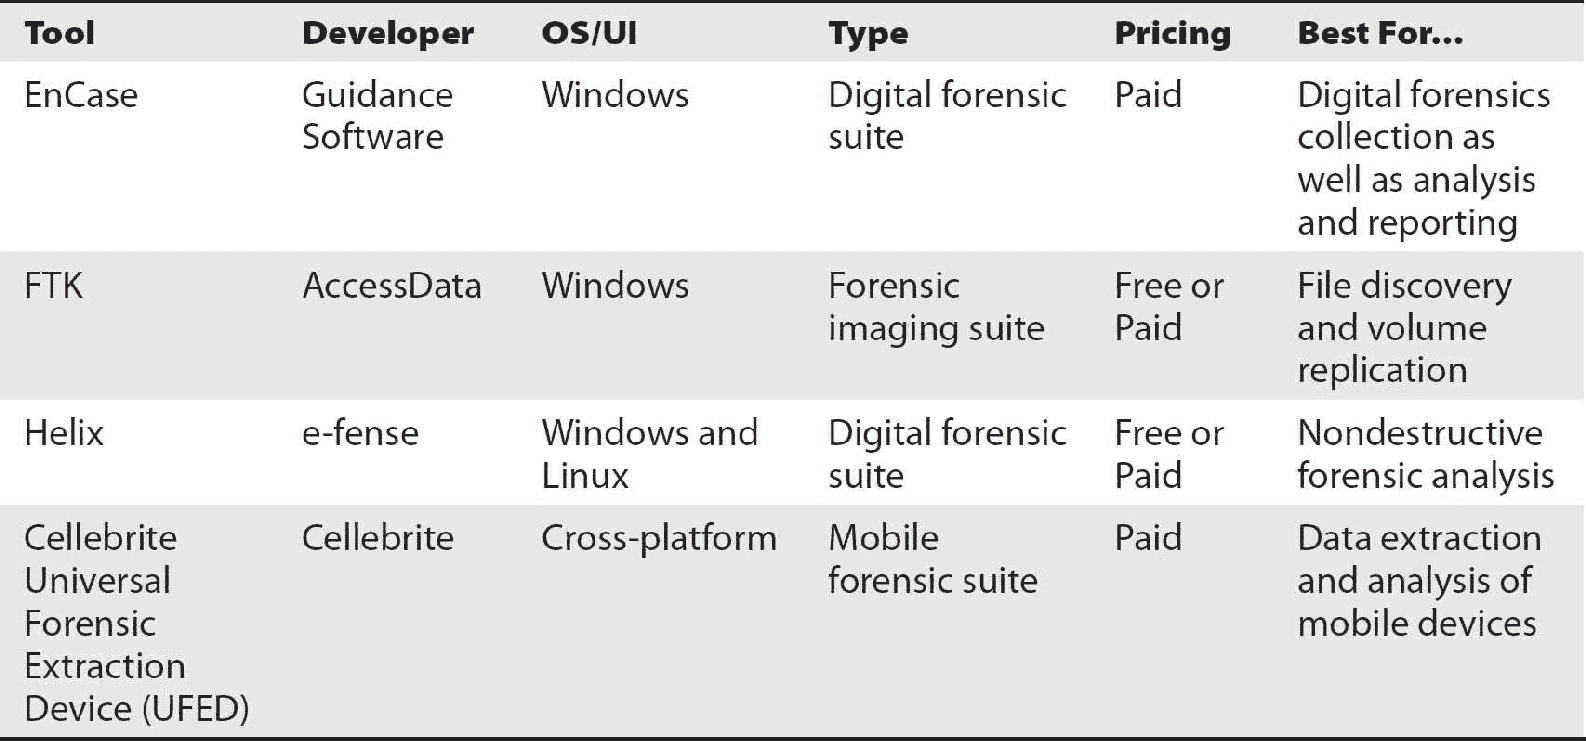 Tool Developer OS/UI Type Pricing Best For...
EnCase Guidance Windows Digital forensic Paid Digital forensics
Software suite collection as
well as analysis
and reporting
FTK AccessData Windows Forensic Free or File discovery
imaging suite Paid and volume
replication
Helix e-fense Windows and Digital forensic Free or Nondestructive
Linux suite Paid forensic analysis
Cellebrite Cellebrite Cross-platform Mobile Paid Data extraction
Universal forensic suite and analysis of
Forensic mobile devices
Extraction
Device (UFED)